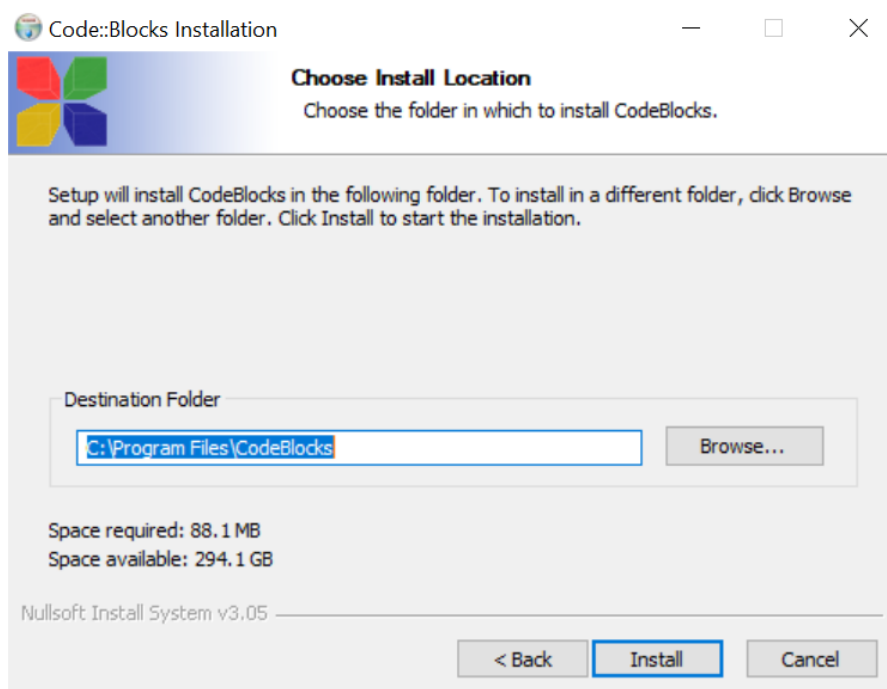 Code::Blocks Installation
Choose Install Location
Choose the folder in which to install CodeBlocks.
Setup will install CodeBlocks in the following folder. To install in a different folder, click Browse
and select another folder. Click Install to start the installation.
Destination Folder
C:\Program Files\CodeBlocks
Browse...
Space required: 88.1 MB
Space available: 294.1 GB
Nullsoft Install System v3.05
< Back
Install
Cancel